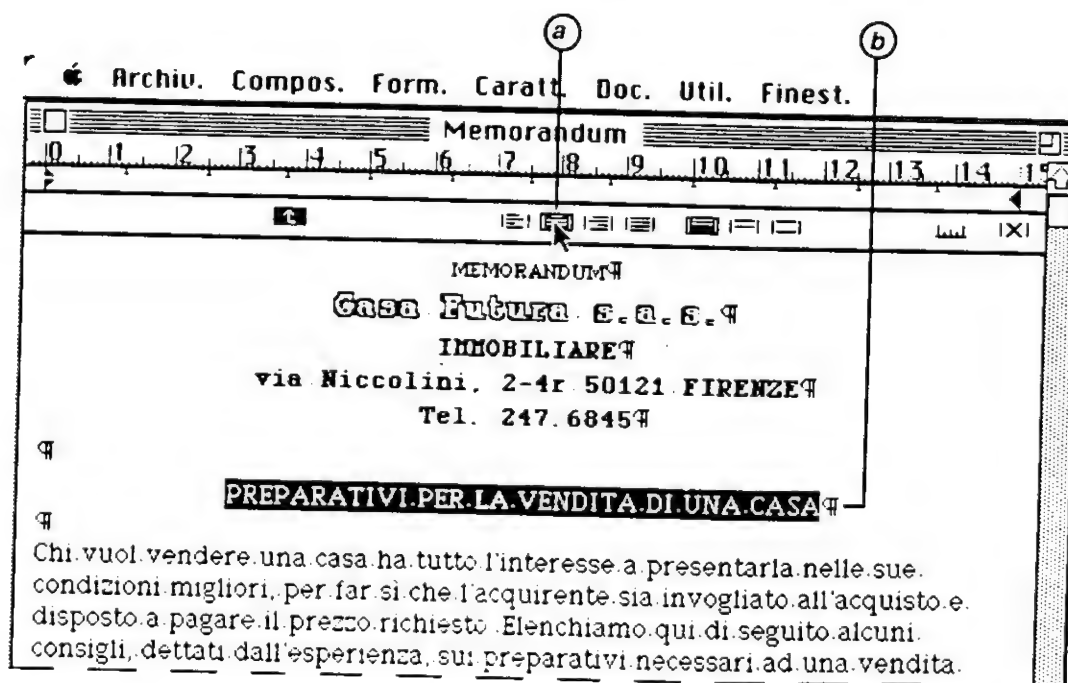 a b
Archiv. Compos. Form. Caratt. Doc. Util. Finest.
Memorandum
0 1 2 3 4 5 6 7 8 9 10 11 12 13 14 15
MEMORANDUM¶
Casa Futura s.a.s.¶
IMMOBILIARE¶
via Niccolini, 2-4r 50121 FIRENZE¶
Tel. 247.6845¶
¶
PREPARATIVI.PER.LA.VENDITA.DI.UNA.CASA¶
¶
Chi.vuol.vendere.una.casa.ha.tutto.l'interesse.a.presentarla.nelle.sue.
condizioni.migliori,.per.far.sì.che.l'acquirente.sia.invogliato.all'acquisto.e.
disposto.a.pagare.il.prezzo.richiesto.Elenchiamo.qui.di.seguito.alcuni.
consigli,.dettati.dall'esperienza,.sui.preparativi.necessari.ad.una.vendita.